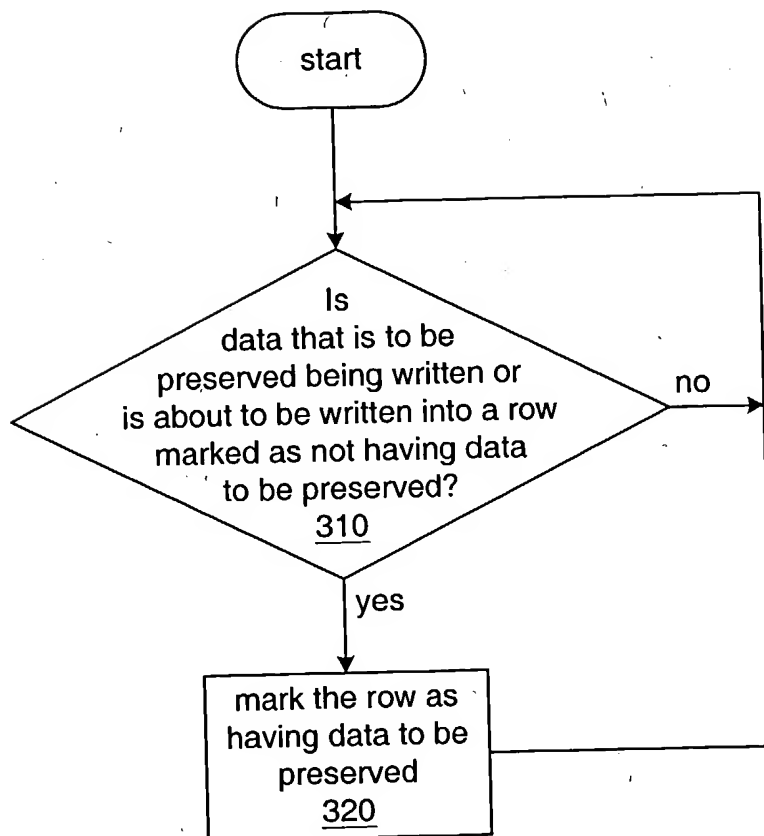 start
Is
data that is to be
preserved being written or
is about to be written into a row
marked as not having data
to be preserved?
310
no
yes
mark the row as
having data to be
preserved
320